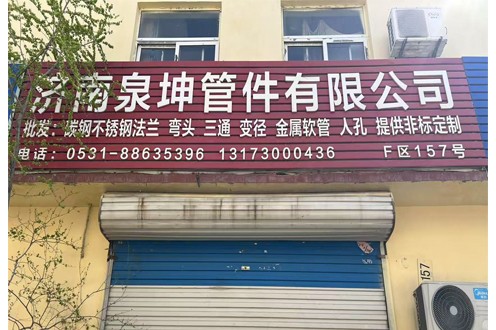 济南泉坤管件有限公司
批发：碳钢不锈钢法兰 弯头 三通 变径 金属软管 人孔 提供非标定制
电话：0531-88635396 13173000436 F区157号
157